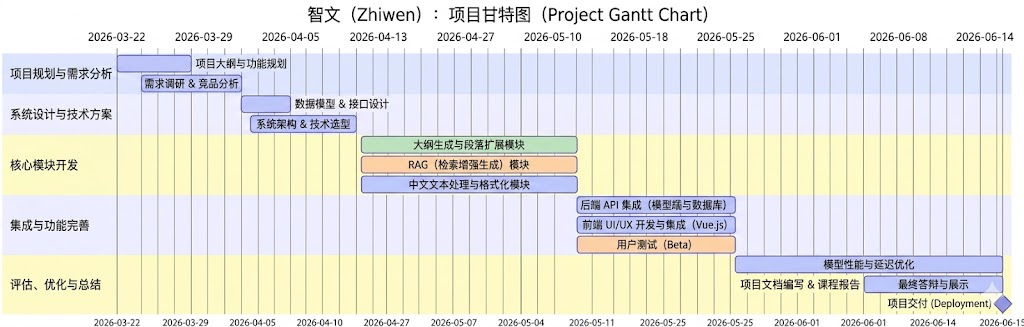 智文（Zhiwen）：项目甘特图（Project Gantt Chart）
2026-03-22 2026-03-29 2026-04-05 2026-04-13 2026-04-27 2026-05-10 2026-05-18 2026-05-25 2026-06-01 2026-06-08 2026-06-14
项目规划与需求分析
项目大纲与功能规划
需求调研 & 竞品分析
系统设计与技术方案
数据模型 & 接口设计
系统架构 & 技术选型
核心模块开发
大纲生成与段落扩展模块
RAG（检索增强生成）模块
中文文本处理与格式化模块
集成与功能完善
后端 API 集成（模型端与数据库）
前端 UI/UX 开发与集成（Vue.js）
用户测试（Beta）
评估、优化与总结
模型性能与延迟优化
项目文档编写 & 课程报告
最终答辩与展示
项目交付 (Deployment)
2026-03-22 2026-03-29 2026-04-05 2026-04-10 2026-04-27 2026-05-07 2026-05-04 2026-05-11 2026-05-25 2026-05-25 2026-06-01 2026-06-14 2026-06-14 2026-06-15